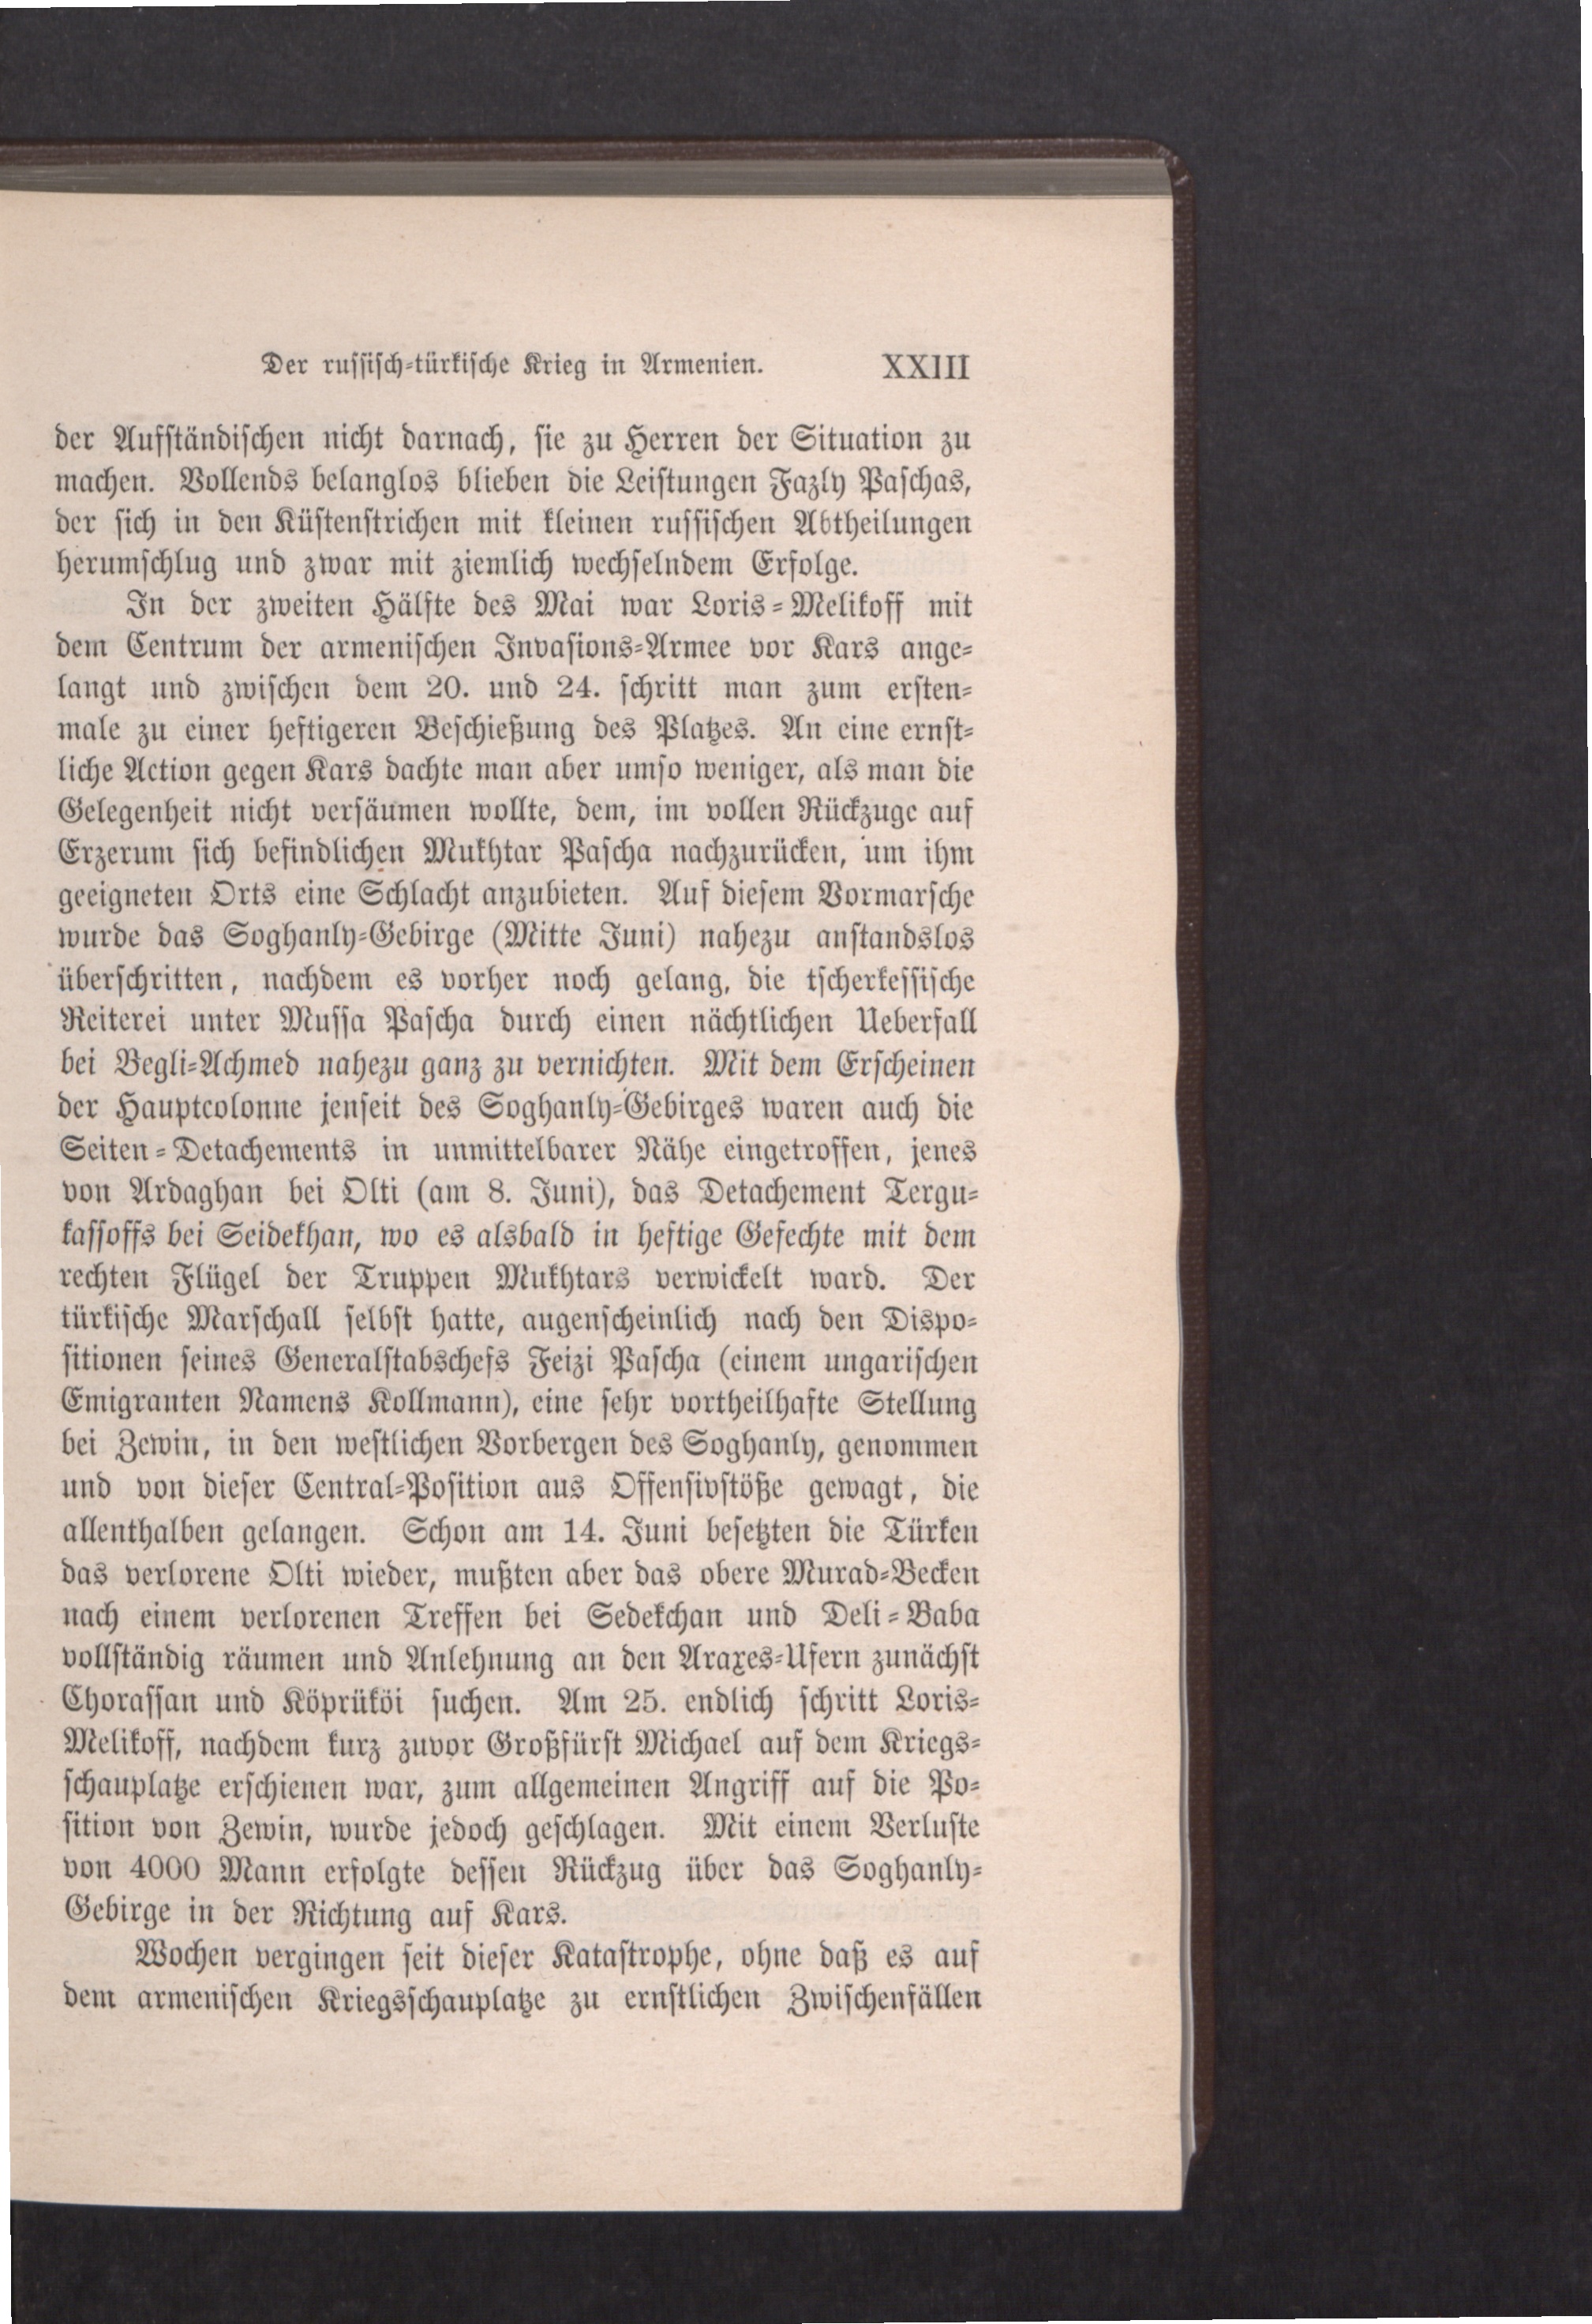 Der russisch-türkische Krieg in Armenien. XXIII
der Aufständischen nicht darnach, sie zu Herren der Situation zu
machen. Vollends belanglos blieben die Leistungen Fazly Paschas,
der sich in den Küstenstrichen mit kleinen russischen Abtheilungen
herumschlug und zwar mit ziemlich wechselndem Erfolge.
In der zweiten Hälfte des Mai war Loris-Melikoff mit
dem Centrum der armenischen Invasions-Armee vor Kars ange-
langt und zwischen dem 20. und 24. schritt man zum ersten-
male zu einer heftigeren Beschießung des Platzes. An eine ernst-
liche Action gegen Kars dachte man aber umso weniger, als man die
Gelegenheit nicht versäumen wollte, dem, im vollen Rückzuge auf
Erzerum sich befindlichen Mukhtar Pascha nachzurücken, um ihm
geeigneten Orts eine Schlacht anzubieten. Auf diesem Vormarsche
wurde das Soghanly-Gebirge (Mitte Juni) nahezu anstandslos
überschritten, nachdem es vorher noch gelang, die tscherkessische
Reiterei unter Mussa Pascha durch einen nächtlichen Ueberfall
bei Begli-Achmed nahezu ganz zu vernichten. Mit dem Erscheinen
der Hauptcolonne jenseit des Soghanly-Gebirges waren auch die
Seiten-Detachements in unmittelbarer Nähe eingetroffen, jenes
von Ardaghan bei Olti (am 8. Juni), das Detachement Tergu-
kassoffs bei Seidekhan, wo es alsbald in heftige Gefechte mit dem
rechten Flügel der Truppen Mukhtars verwickelt ward. Der
türkische Marschall selbst hatte, augenscheinlich nach den Dispo-
sitionen seines Generalstabschefs Feizi Pascha (einem ungarischen
Emigranten Namens Kollmann), eine sehr vortheilhafte Stellung
bei Zewin, in den westlichen Vorbergen des Soghanly, genommen
und von dieser Central-Position aus Offensivstöße gewagt, die
allenthalben gelangen. Schon am 14. Juni besetzten die Türken
das verlorene Olti wieder, mußten aber das obere Murad-Becken
nach einem verlorenen Treffen bei Sedekchan und Deli-Baba
vollständig räumen und Anlehnung an den Araxes-Ufern zunächst
Chorassan und Köprüköi suchen. Am 25. endlich schritt Loris-
Melikoff, nachdem kurz zuvor Großfürst Michael auf dem Kriegs-
schauplatze erschienen war, zum allgemeinen Angriff auf die Po-
sition von Zewin, wurde jedoch geschlagen. Mit einem Verluste
von 4000 Mann erfolgte dessen Rückzug über das Soghanly-
Gebirge in der Richtung auf Kars.
Wochen vergingen seit dieser Katastrophe, ohne daß es auf
dem armenischen Kriegsschauplatze zu ernstlichen Zwischenfällen